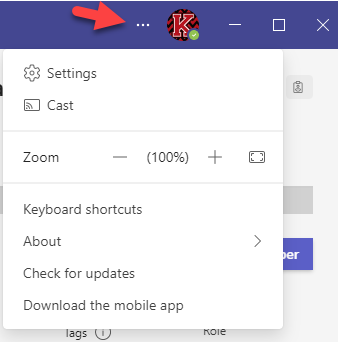 K
Settings
Cast
Zoom — (100%) +
Keyboard shortcuts
About
Check for updates
Download the mobile app
Tags
Role